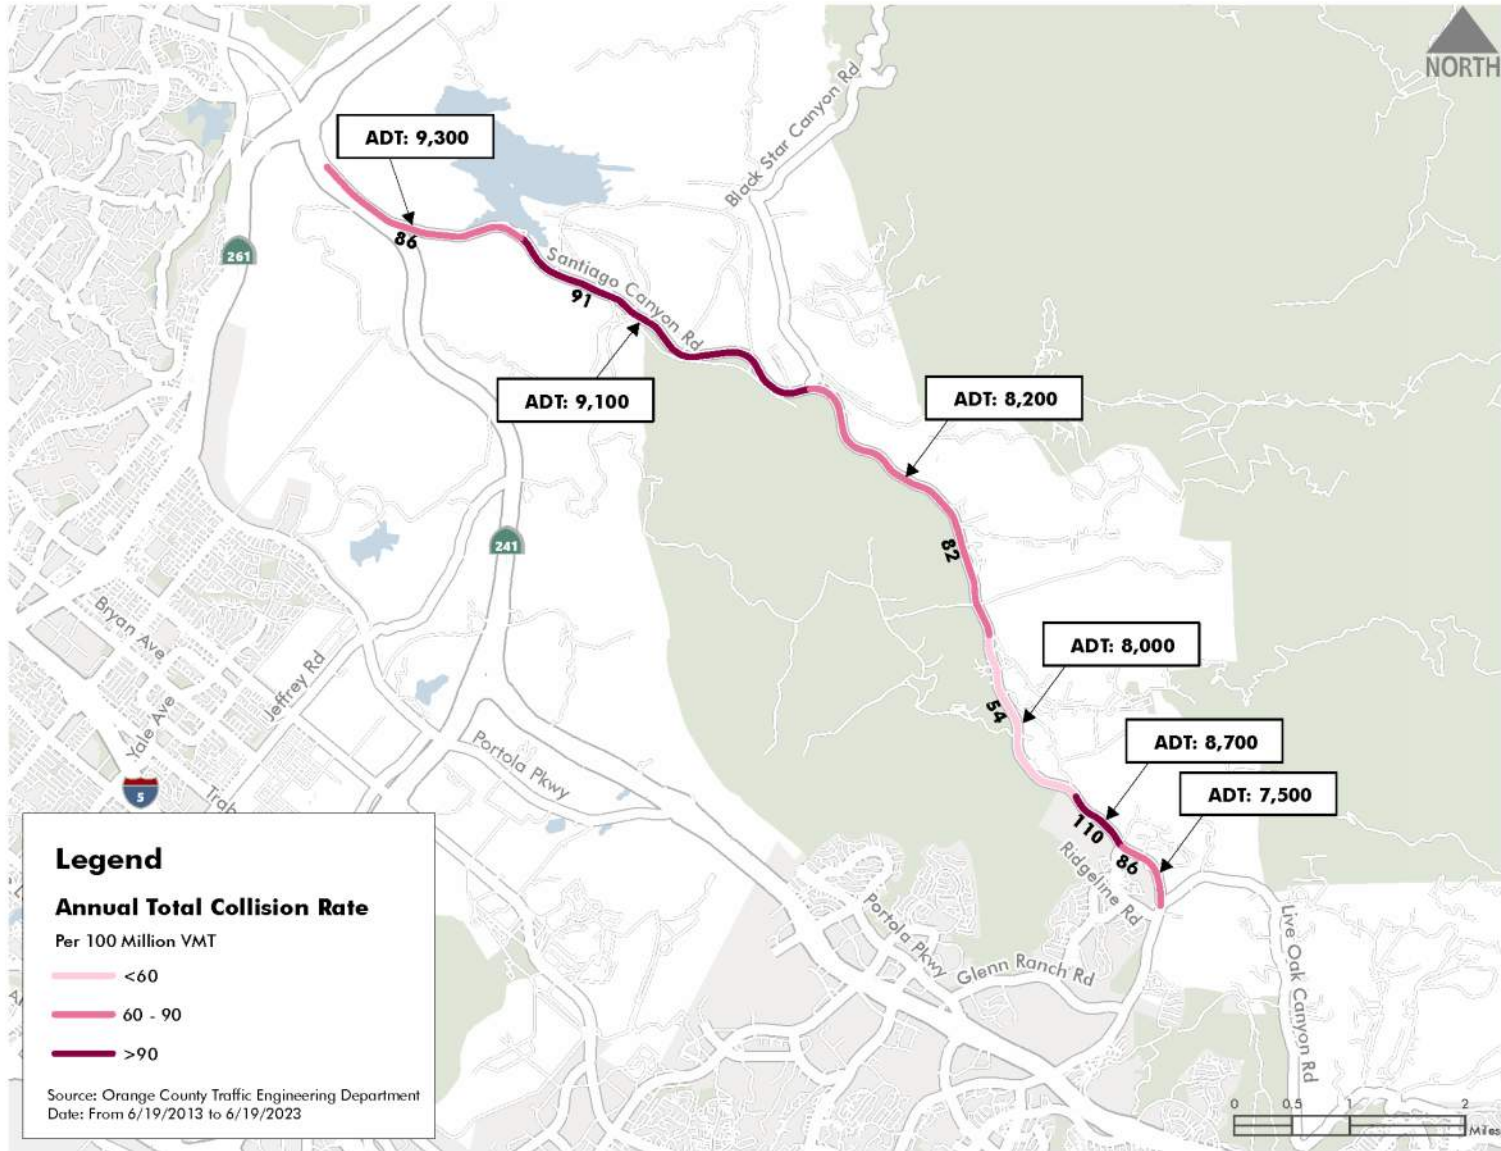 NORTH
ADT: 9,300
86
261
Black Star Canyon Rd
Santiago Canyon Rd
91
ADT: 9,100
ADT: 8,200
82
241
ADT: 8,000
54
ADT: 8,700
ADT: 7,500
110
86
Bryan Ave
Jeffrey Rd
Yale Ave
5
Portola Pkwy
Ridgeline Rd
Portola Pkwy
Glenn Ranch Rd
Live Oak Canyon Rd
Legend
Annual Total Collision Rate
Per 100 Million VMT
<60
60 - 90
>90
Source: Orange County Traffic Engineering Department
Date: From 6/19/2013 to 6/19/2023
0 0.5 1 2
Miles